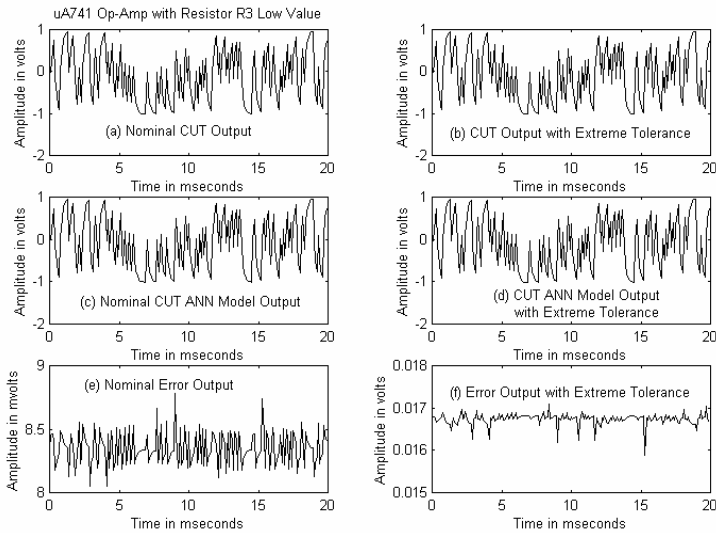 uA741 Op-Amp with Resistor R3 Low Value
Amplitude in volts
1
0
-1
-2
(a) Nominal CUT Output
0 5 10 15 20
Time in mseconds
Amplitude in volts
1
0
-1
-2
(b) CUT Output with Extreme Tolerance
0 5 10 15 20
Time in mseconds
Amplitude in volts
1
0
-1
-2
(c) Nominal CUT ANN Model Output
0 5 10 15 20
Time in mseconds
Amplitude in volts
1
0
-1
-2
(d) CUT ANN Model Output
with Extreme Tolerance
0 5 10 15 20
Time in mseconds
Amplitude in mvolts
9
8.5
8
(e) Nominal Error Output
0 5 10 15 20
Time in mseconds
Amplitude in volts
0.018
0.017
0.016
0.015
(f) Error Output with Extreme Tolerance
0 5 10 15 20
Time in mseconds